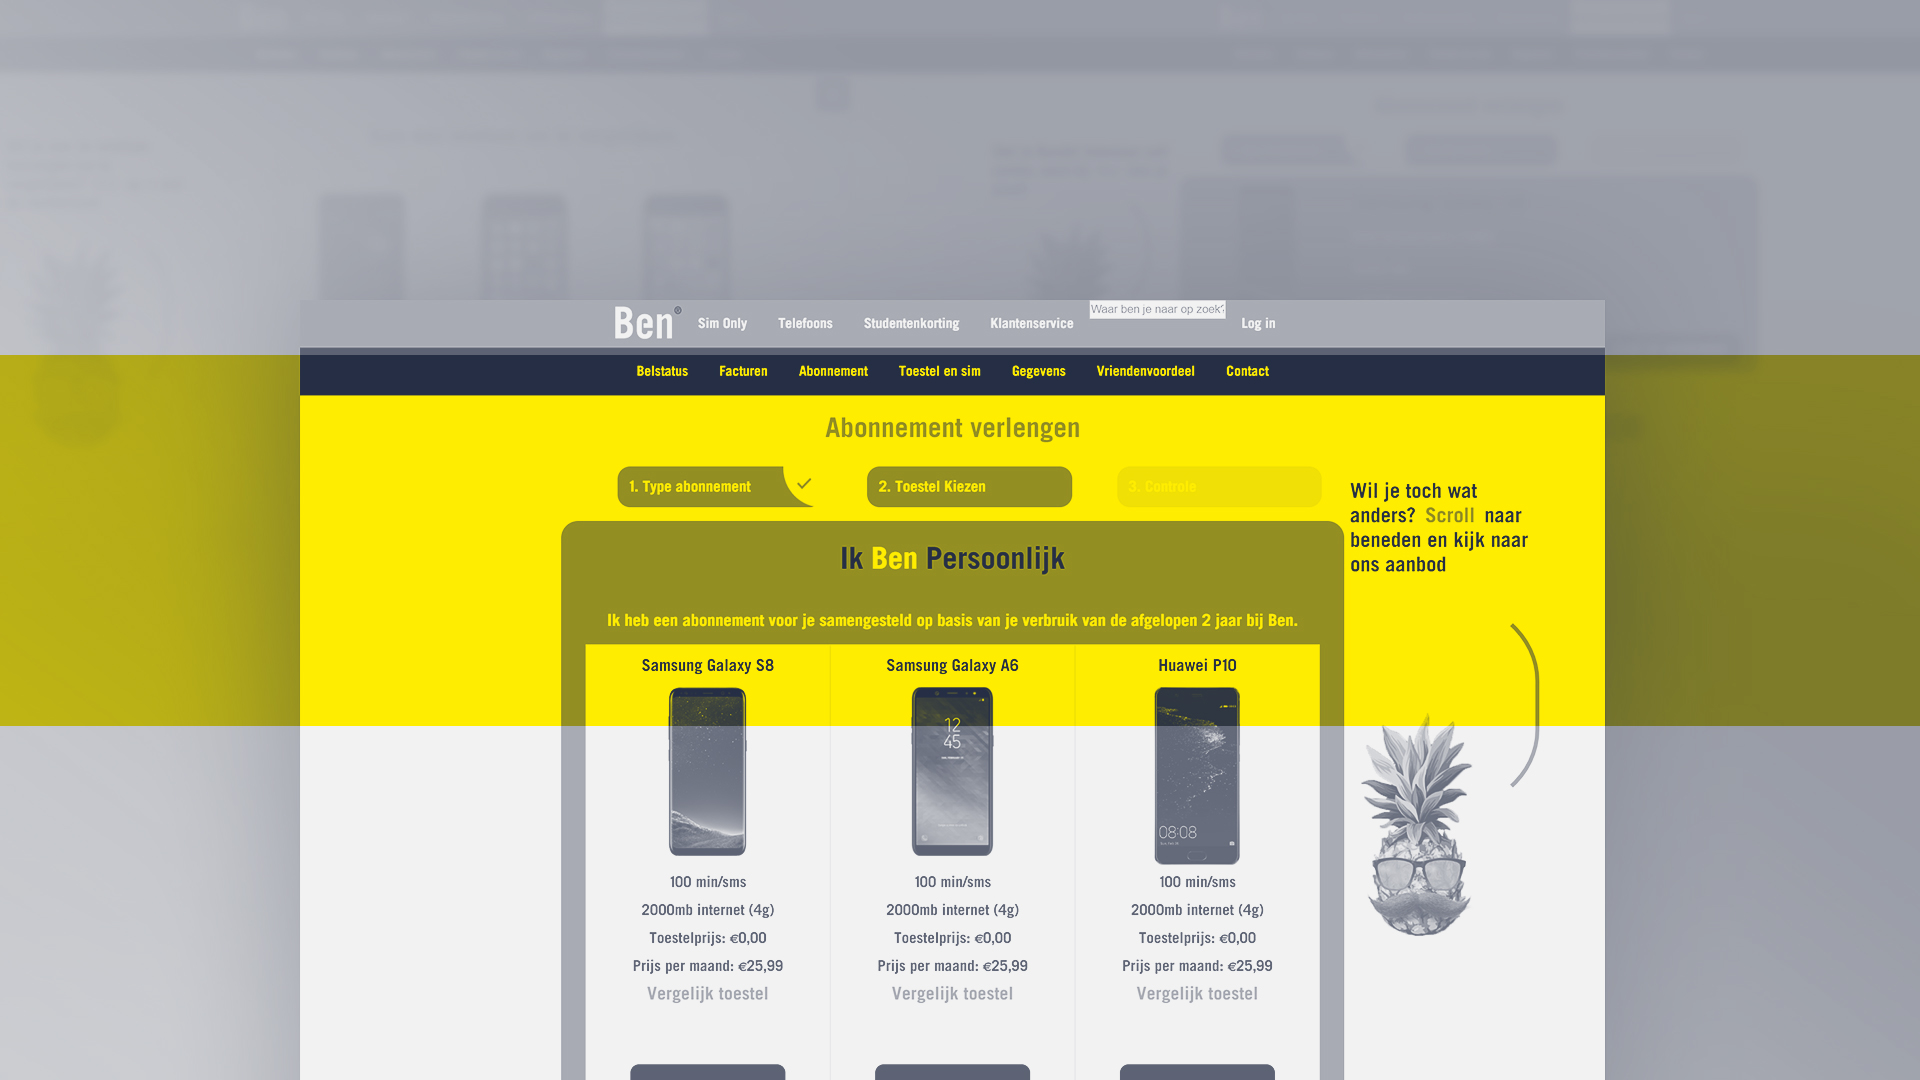 Ben®
Sim Only Telefoons Studentenkorting Klantenservice Waar ben je naar op zoek? Log in
Belstatus Facturen Abonnement Toestel en sim Gegevens Vriendenvoordeel Contact
Abonnement verlengen
1. Type abonnement 2. Toestel Kiezen 3. Controle
Wil je toch wat
anders? Scroll naar
beneden en kijk naar
ons aanbod
Ik Ben Persoonlijk
Ik heb een abonnement voor je samengesteld op basis van je verbruik van de afgelopen 2 jaar bij Ben.
Samsung Galaxy S8 Samsung Galaxy A6 Huawei P10
12
45
08:08
100 min/sms 100 min/sms 100 min/sms
2000mb internet (4g) 2000mb internet (4g) 2000mb internet (4g)
Toestelprijs: €0,00 Toestelprijs: €0,00 Toestelprijs: €0,00
Prijs per maand: €25,99 Prijs per maand: €25,99 Prijs per maand: €25,99
Vergelijk toestel Vergelijk toestel Vergelijk toestel